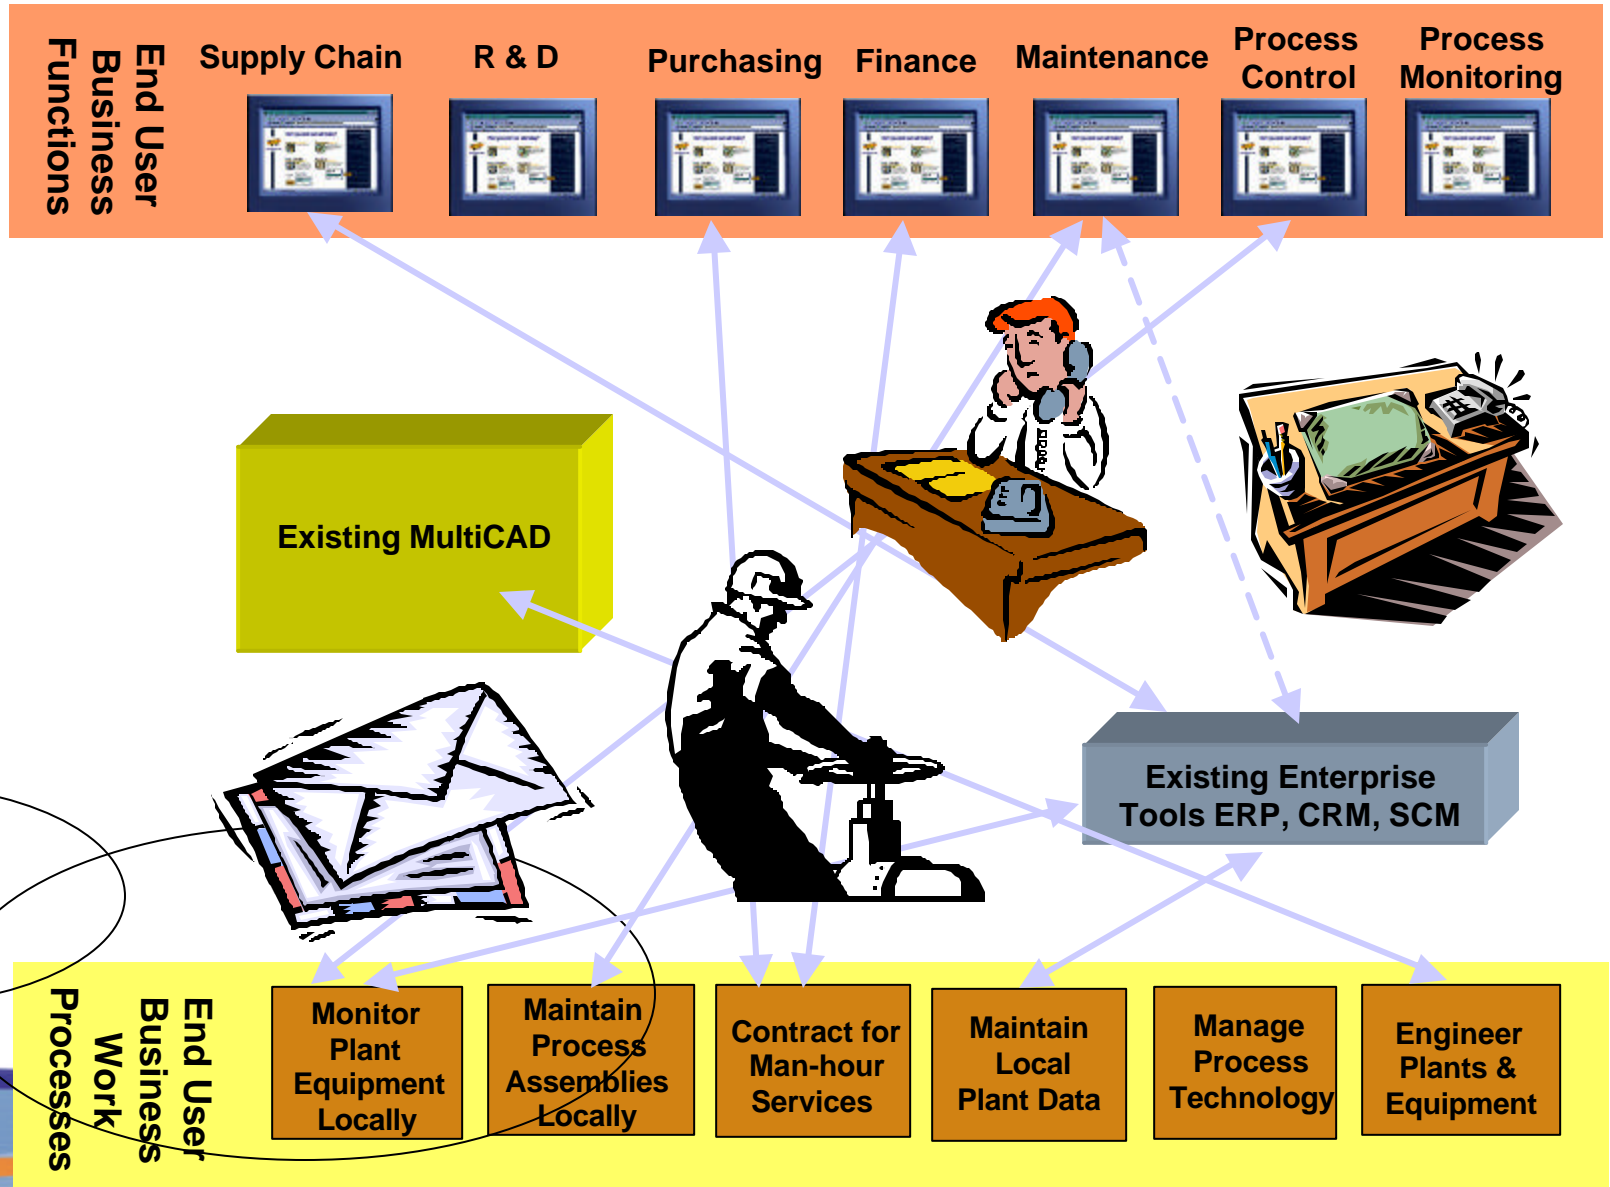 End User
Business
Functions
Supply Chain
R & D
Purchasing
Finance
Maintenance
Process
Control
Process
Monitoring
Existing MultiCAD
Existing Enterprise
Tools ERP, CRM, SCM
End User
Business
Work
Processes
Monitor
Plant
Equipment
Locally
Maintain
Process
Assemblies
Locally
Contract for
Man-hour
Services
Maintain
Local
Plant Data
Manage
Process
Technology
Engineer
Plants &
Equipment